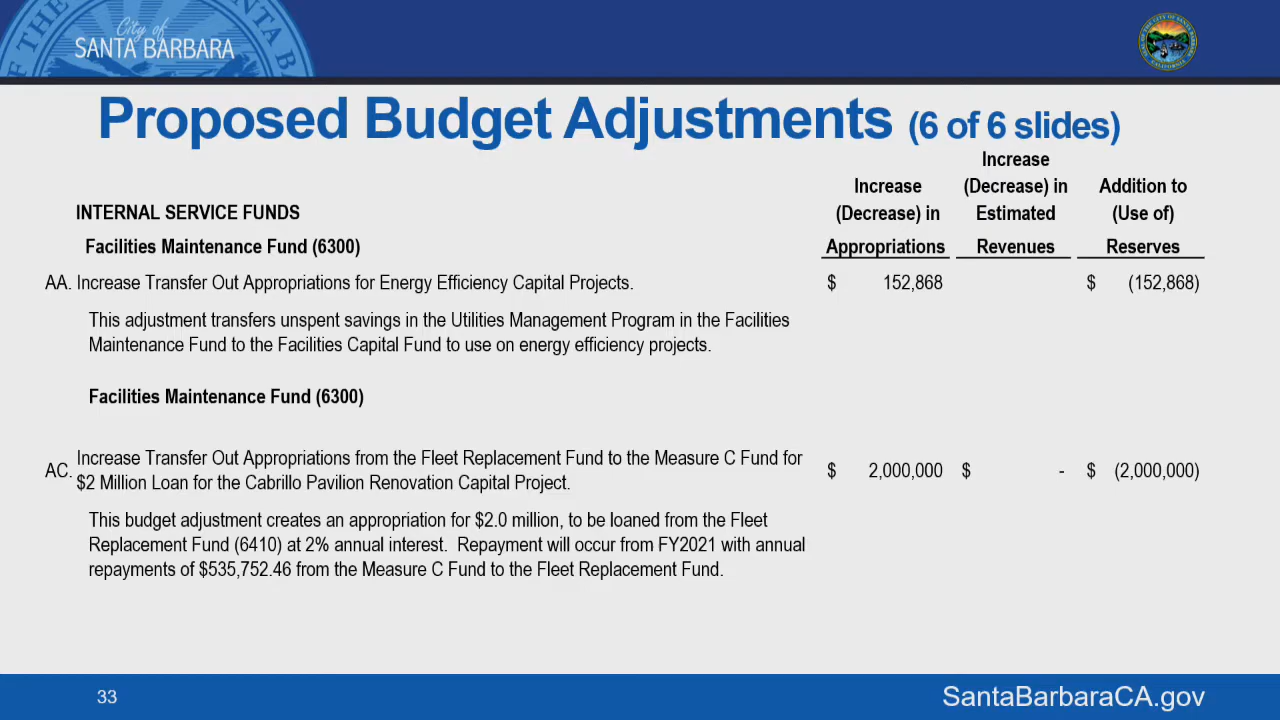 City of
SANTA BARBARA
Proposed Budget Adjustments (6 of 6 slides)
INTERNAL SERVICE FUNDS
Increase
(Decrease) in
Appropriations
Increase
(Decrease) in
Estimated
Revenues
Addition to
(Use of)
Reserves
Facilities Maintenance Fund (6300)
AA. Increase Transfer Out Appropriations for Energy Efficiency Capital Projects. $ 152,868 $ (152,868)
This adjustment transfers unspent savings in the Utilities Management Program in the Facilities
Maintenance Fund to the Facilities Capital Fund to use on energy efficiency projects.
Facilities Maintenance Fund (6300)
AC. Increase Transfer Out Appropriations from the Fleet Replacement Fund to the Measure C Fund for
$2 Million Loan for the Cabrillo Pavilion Renovation Capital Project.
$ 2,000,000 $ - $ (2,000,000)
This budget adjustment creates an appropriation for $2.0 million, to be loaned from the Fleet
Replacement Fund (6410) at 2% annual interest. Repayment will occur from FY2021 with annual
repayments of $535,752.46 from the Measure C Fund to the Fleet Replacement Fund.
33
SantaBarbaraCA.gov